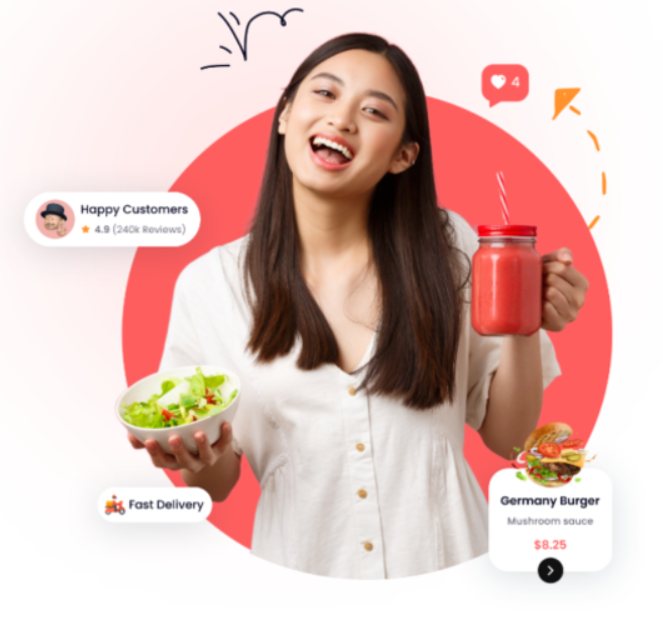 4
Happy Customers
4.9 (240k Reviews)
Fast Delivery
Germany Burger
Mushroom sauce
$8.25